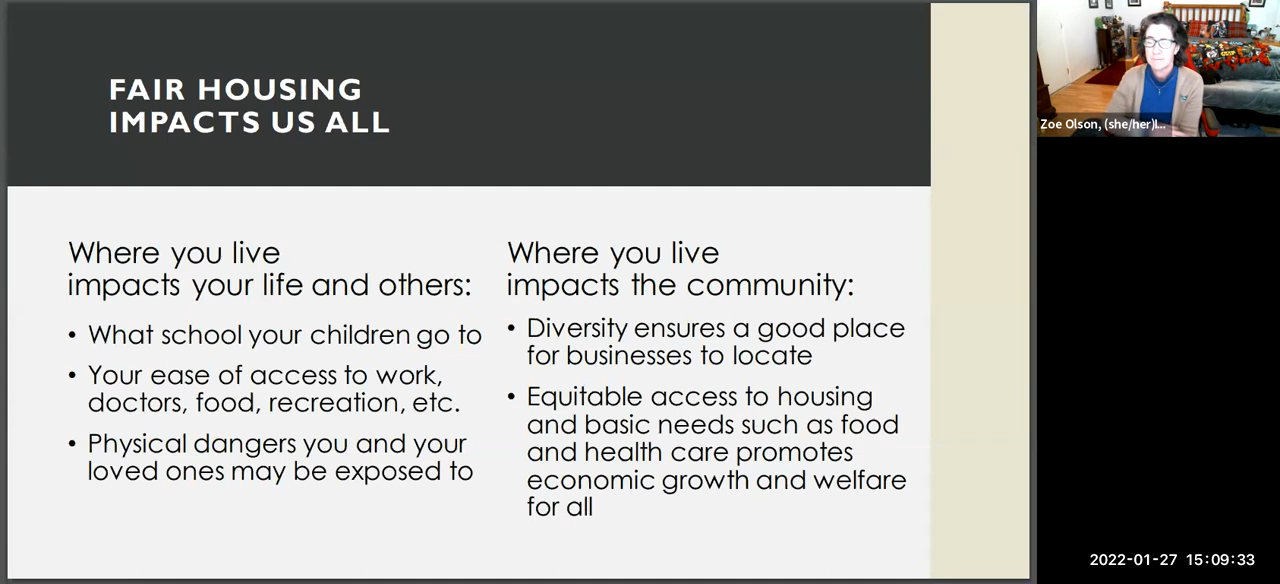 FAIR HOUSING
IMPACTS US ALL
Where you live
impacts your life and others:
• What school your children go to
• Your ease of access to work,
doctors, food, recreation, etc.
• Physical dangers you and your
loved ones may be exposed to
Where you live
impacts the community:
• Diversity ensures a good place
for businesses to locate
• Equitable access to housing
and basic needs such as food
and health care promotes
economic growth and welfare
for all
Zoe Olson, (she/her)I...
2022-01-27 15:09:33